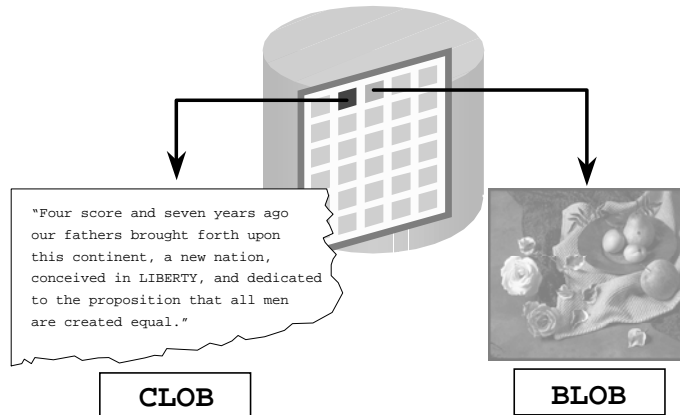 “Four score and seven years ago
our fathers brought forth upon
this continent, a new nation,
conceived in LIBERTY, and dedicated
to the proposition that all men
are created equal.”
CLOB
BLOB